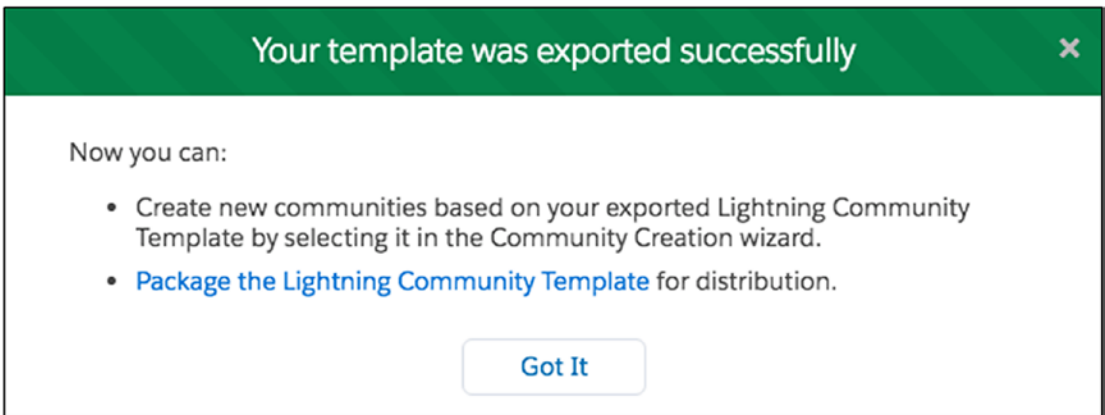 Your template was exported successfully ×
Now you can:
• Create new communities based on your exported Lightning Community
Template by selecting it in the Community Creation wizard.
• Package the Lightning Community Template for distribution.
Got It